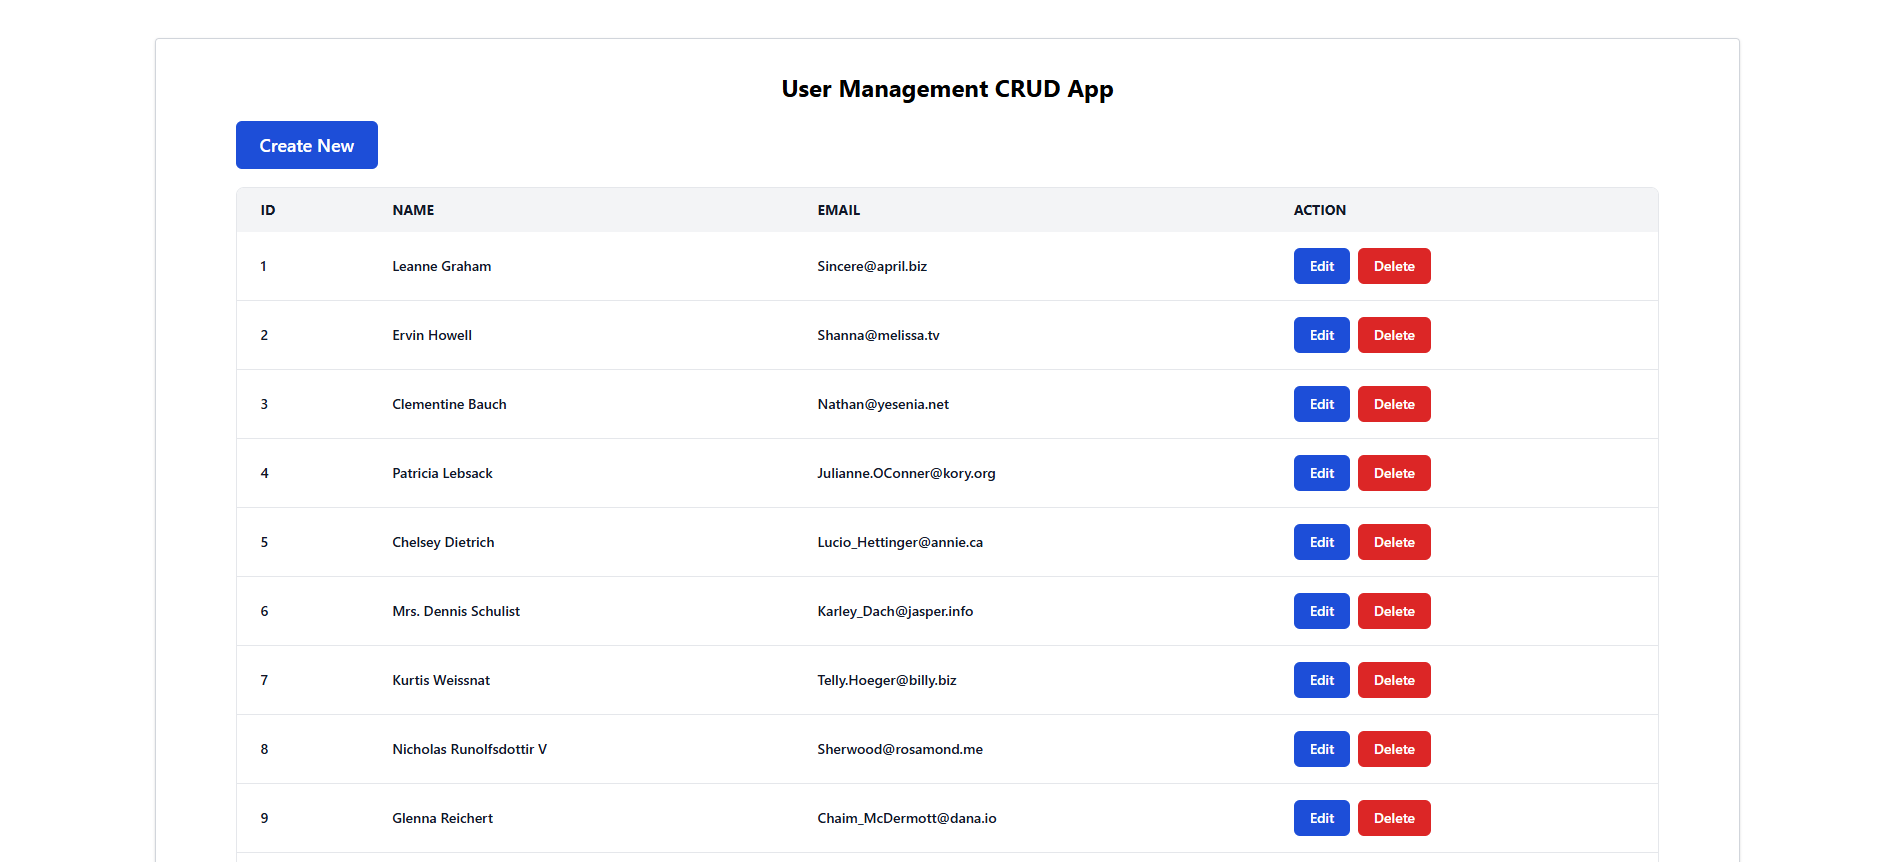 User Management CRUD App
Create New
ID NAME EMAIL ACTION
1 Leanne Graham Sincere@april.biz Edit Delete
2 Ervin Howell Shanna@melissa.tv Edit Delete
3 Clementine Bauch Nathan@yesenia.net Edit Delete
4 Patricia Lebsack Julianne.OConner@kory.org Edit Delete
5 Chelsey Dietrich Lucio_Hettinger@annie.ca Edit Delete
6 Mrs. Dennis Schulist Karley_Dach@jasper.info Edit Delete
7 Kurtis Weissnat Telly.Hoeger@billy.biz Edit Delete
8 Nicholas Runolfsdottir V Sherwood@rosamond.me Edit Delete
9 Glenna Reichert Chaim_McDermott@dana.io Edit Delete